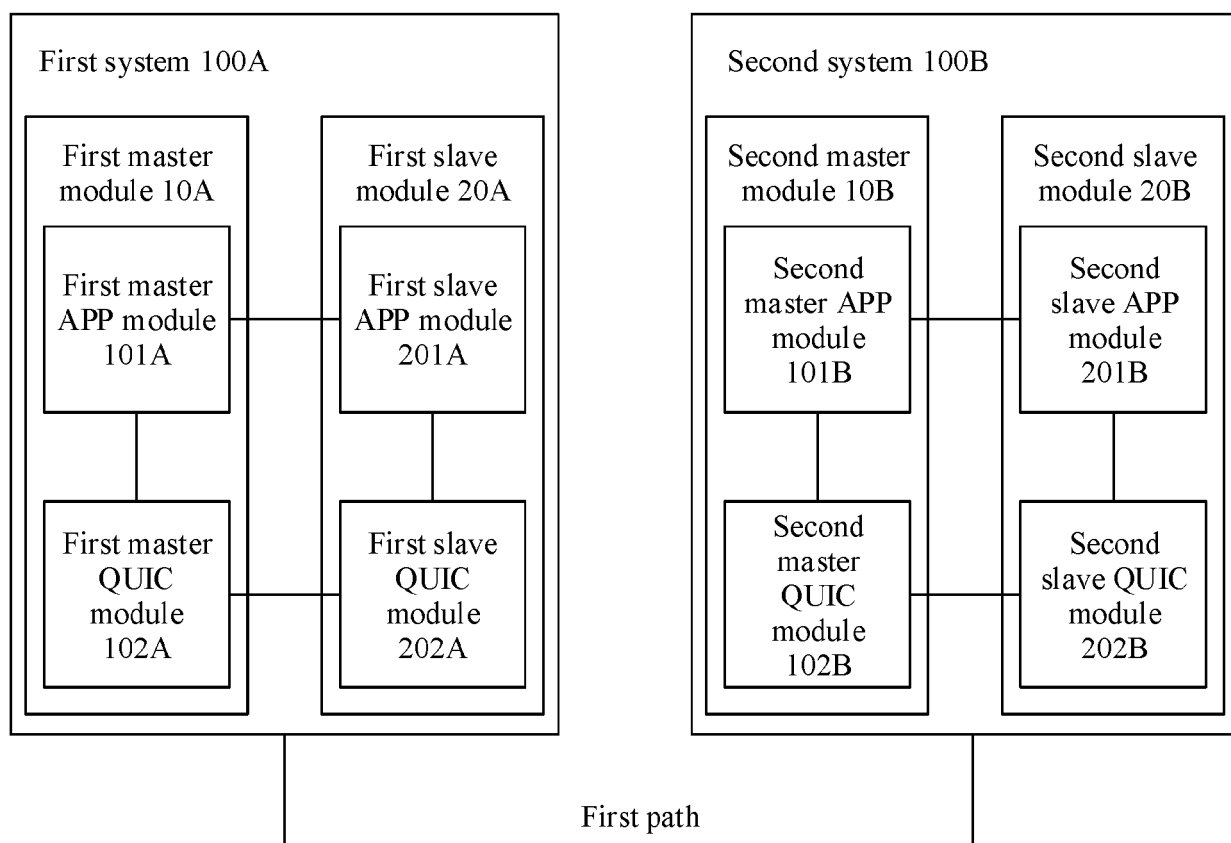 First system 100A
First master
module 10A
First master
APP module
101A
First master
QUIC
module
102A
First slave
module 20A
First slave
APP module
201A
First slave
QUIC
module
202A
Second system 100B
Second master
module 10B
Second
master APP
module
101B
Second
master
QUIC
module
102B
Second slave
module 20B
Second
slave APP
module
201B
Second
slave QUIC
module
202B
First path